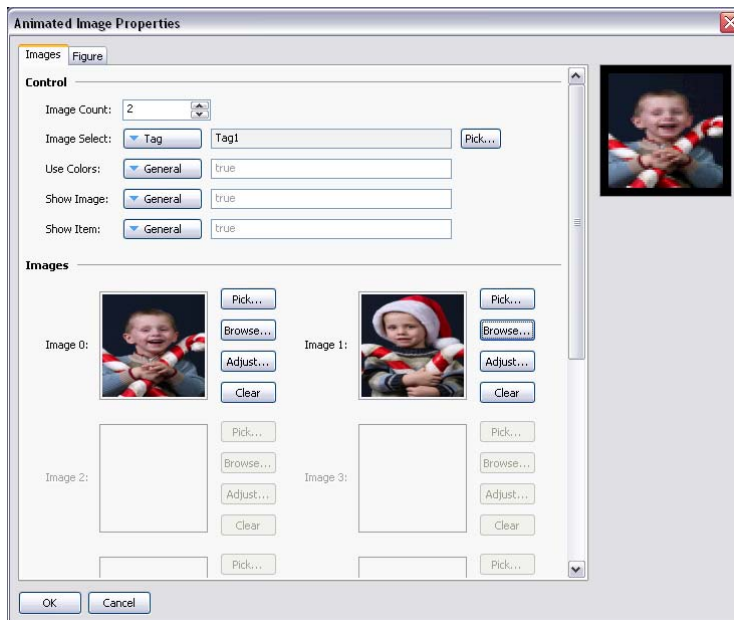 Animated Image Properties
Images Figure
Control
Image Count: 2
Image Select: Tag Tag1 Pick...
Use Colors: General true
Show Image: General true
Show Item: General true
Images
Image 0: Pick... Browse... Adjust... Clear
Image 1: Pick... Browse... Adjust... Clear
Image 2: Pick... Browse... Adjust... Clear
Image 3: Pick... Browse... Adjust... Clear
Pick... Pick...
OK Cancel